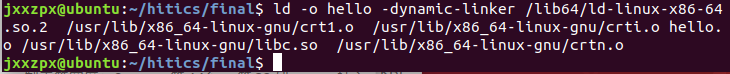 jxxzpx@ubuntu:~/hitics/final$ ld -o hello -dynamic-linker /lib64/ld-linux-x86-64
.so.2  /usr/lib/x86_64-linux-gnu/crt1.o  /usr/lib/x86_64-linux-gnu/crti.o hello.
o /usr/lib/x86_64-linux-gnu/libc.so  /usr/lib/x86_64-linux-gnu/crtn.o
jxxzpx@ubuntu:~/hitics/final$